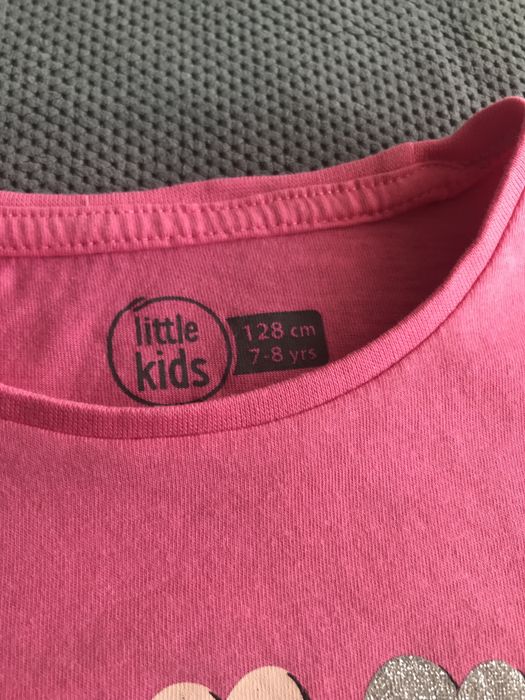 little
kids
128 cm
7-8 yrs